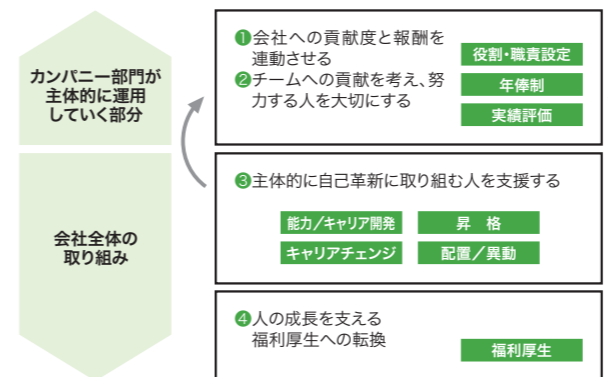 カンパニー部門が
主体的に運用
していく部分
❶会社への貢献度と報酬を
連動させる
❷チームへの貢献を考え、努
力する人を大切にする
役割・職責設定
年俸制
実績評価
会社全体の
取り組み
❸主体的に自己革新に取り組む人を支援する
能力/キャリア開発
昇　格
キャリアチェンジ
配置/異動
❹人の成長を支える
福利厚生への転換
福利厚生